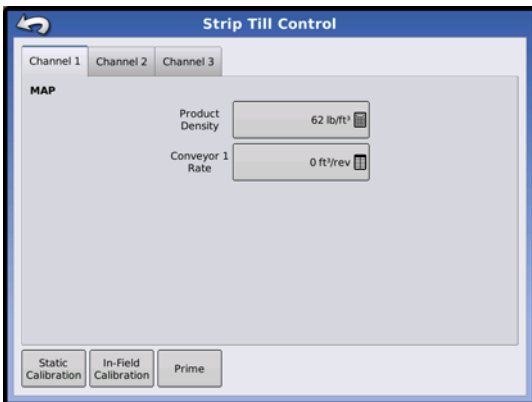 Strip Till Control
Channel 1 Channel 2 Channel 3
MAP
Product
Density
62 lb/ft³
Conveyor 1
Rate
0 ft³/rev
Static
Calibration
In-Field
Calibration
Prime